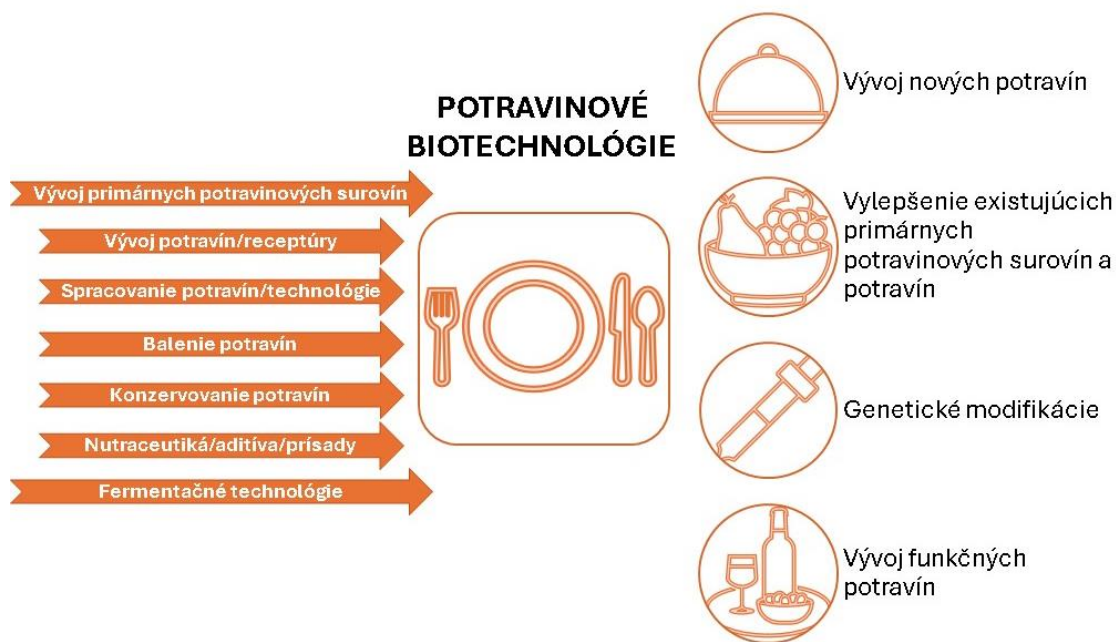 POTRAVINOVÉ
BIOTECHNOLÓGIE
Vývoj primárnych potravinových surovín
Vývoj potravín/receptúry
Spracovanie potravín/technológie
Balenie potravín
Konzervovanie potravín
Nutraceutiká/aditíva/prísady
Fermentačné technológie
Vývoj nových potravín
Vylepšenie existujúcich
primárnych
potravinových surovín a
potravín
Genetické modifikácie
Vývoj funkčných
potravín